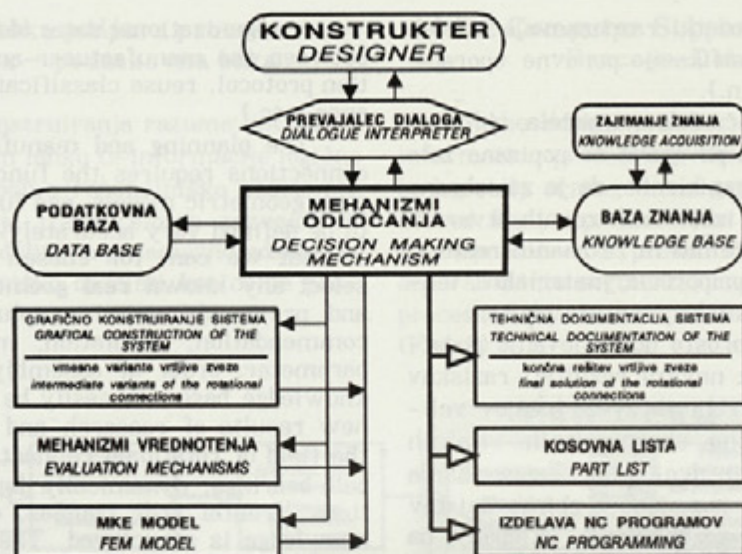 KONSTRUKTER
DESIGNER
PREVAJALEC DIALOGA
DIALOGUE INTERPRETER
ZAJEMANJE ZNANJA
KNOWLEDGE ACQUISITION
PODATKOVNA
BAZA
DATA BASE
MEHANIZMI
ODLOČANJA
DECISION MAKING
MECHANISM
BAZA ZNANJA
KNOWLEDGE BASE
GRAFIČNO KONSTRUIRANJE SISTEMA
GRAFICAL CONSTRUCTION OF THE
SYSTEM
vmesne variante vrtljive zveze
intermediate variants of the rotational
connections
TEHNIČNA DOKUMENTACIJA SISTEMA
TECHNICAL DOCUMENTATION OF THE
SYSTEM
končna rešitev vrtljive zveze
final solution of the rotational
connections
MEHANIZMI VREDNOTENJA
EVALUATION MECHANISMS
KOSOVNA LISTA
PART LIST
MKE MODEL
FEM MODEL
IZDELAVA NC PROGRAMOV
NC PROGRAMMING